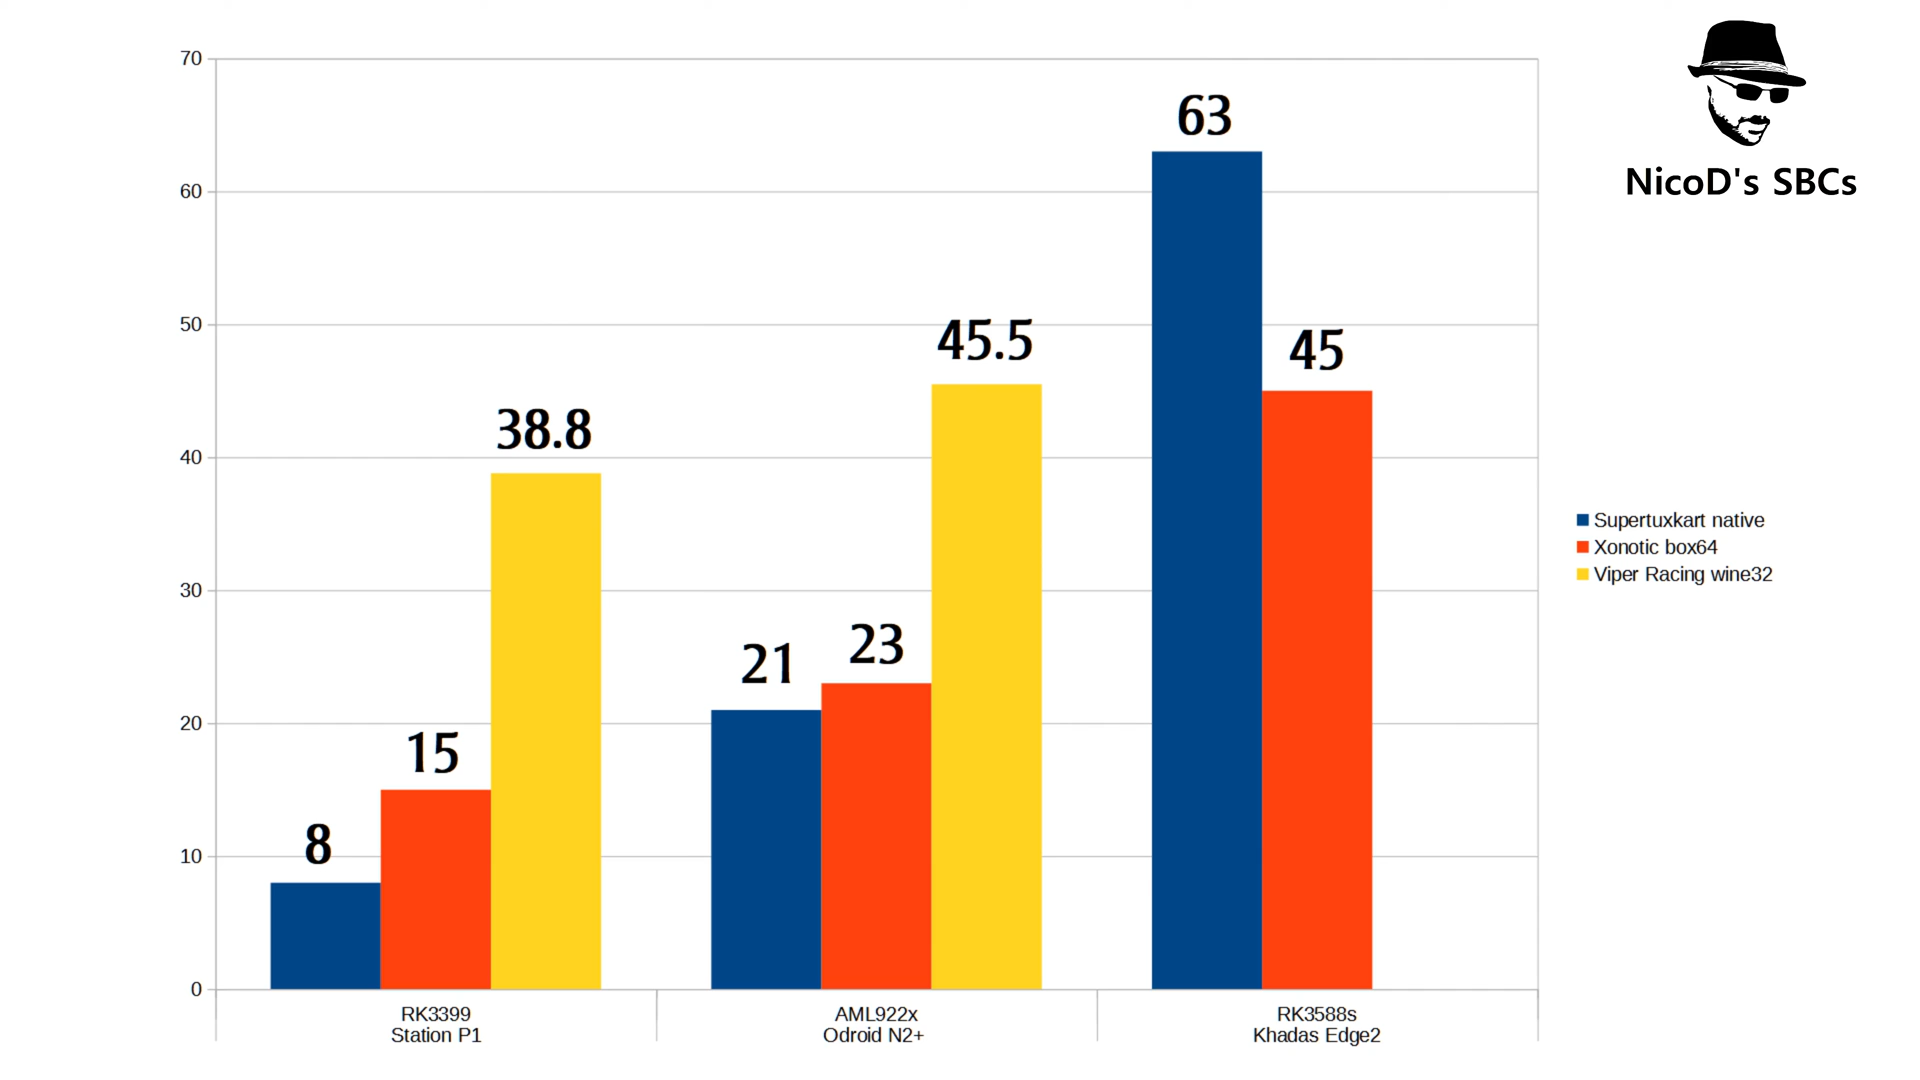 NicoD's SBCs
70
60
50
40
30
20
10
0
8
15
38.8
21
23
45.5
63
45
RK3399
Station P1
AML922x
Odroid N2+
RK3588s
Khadas Edge2
Supertuxkart native
Xonotic box64
Viper Racing wine32